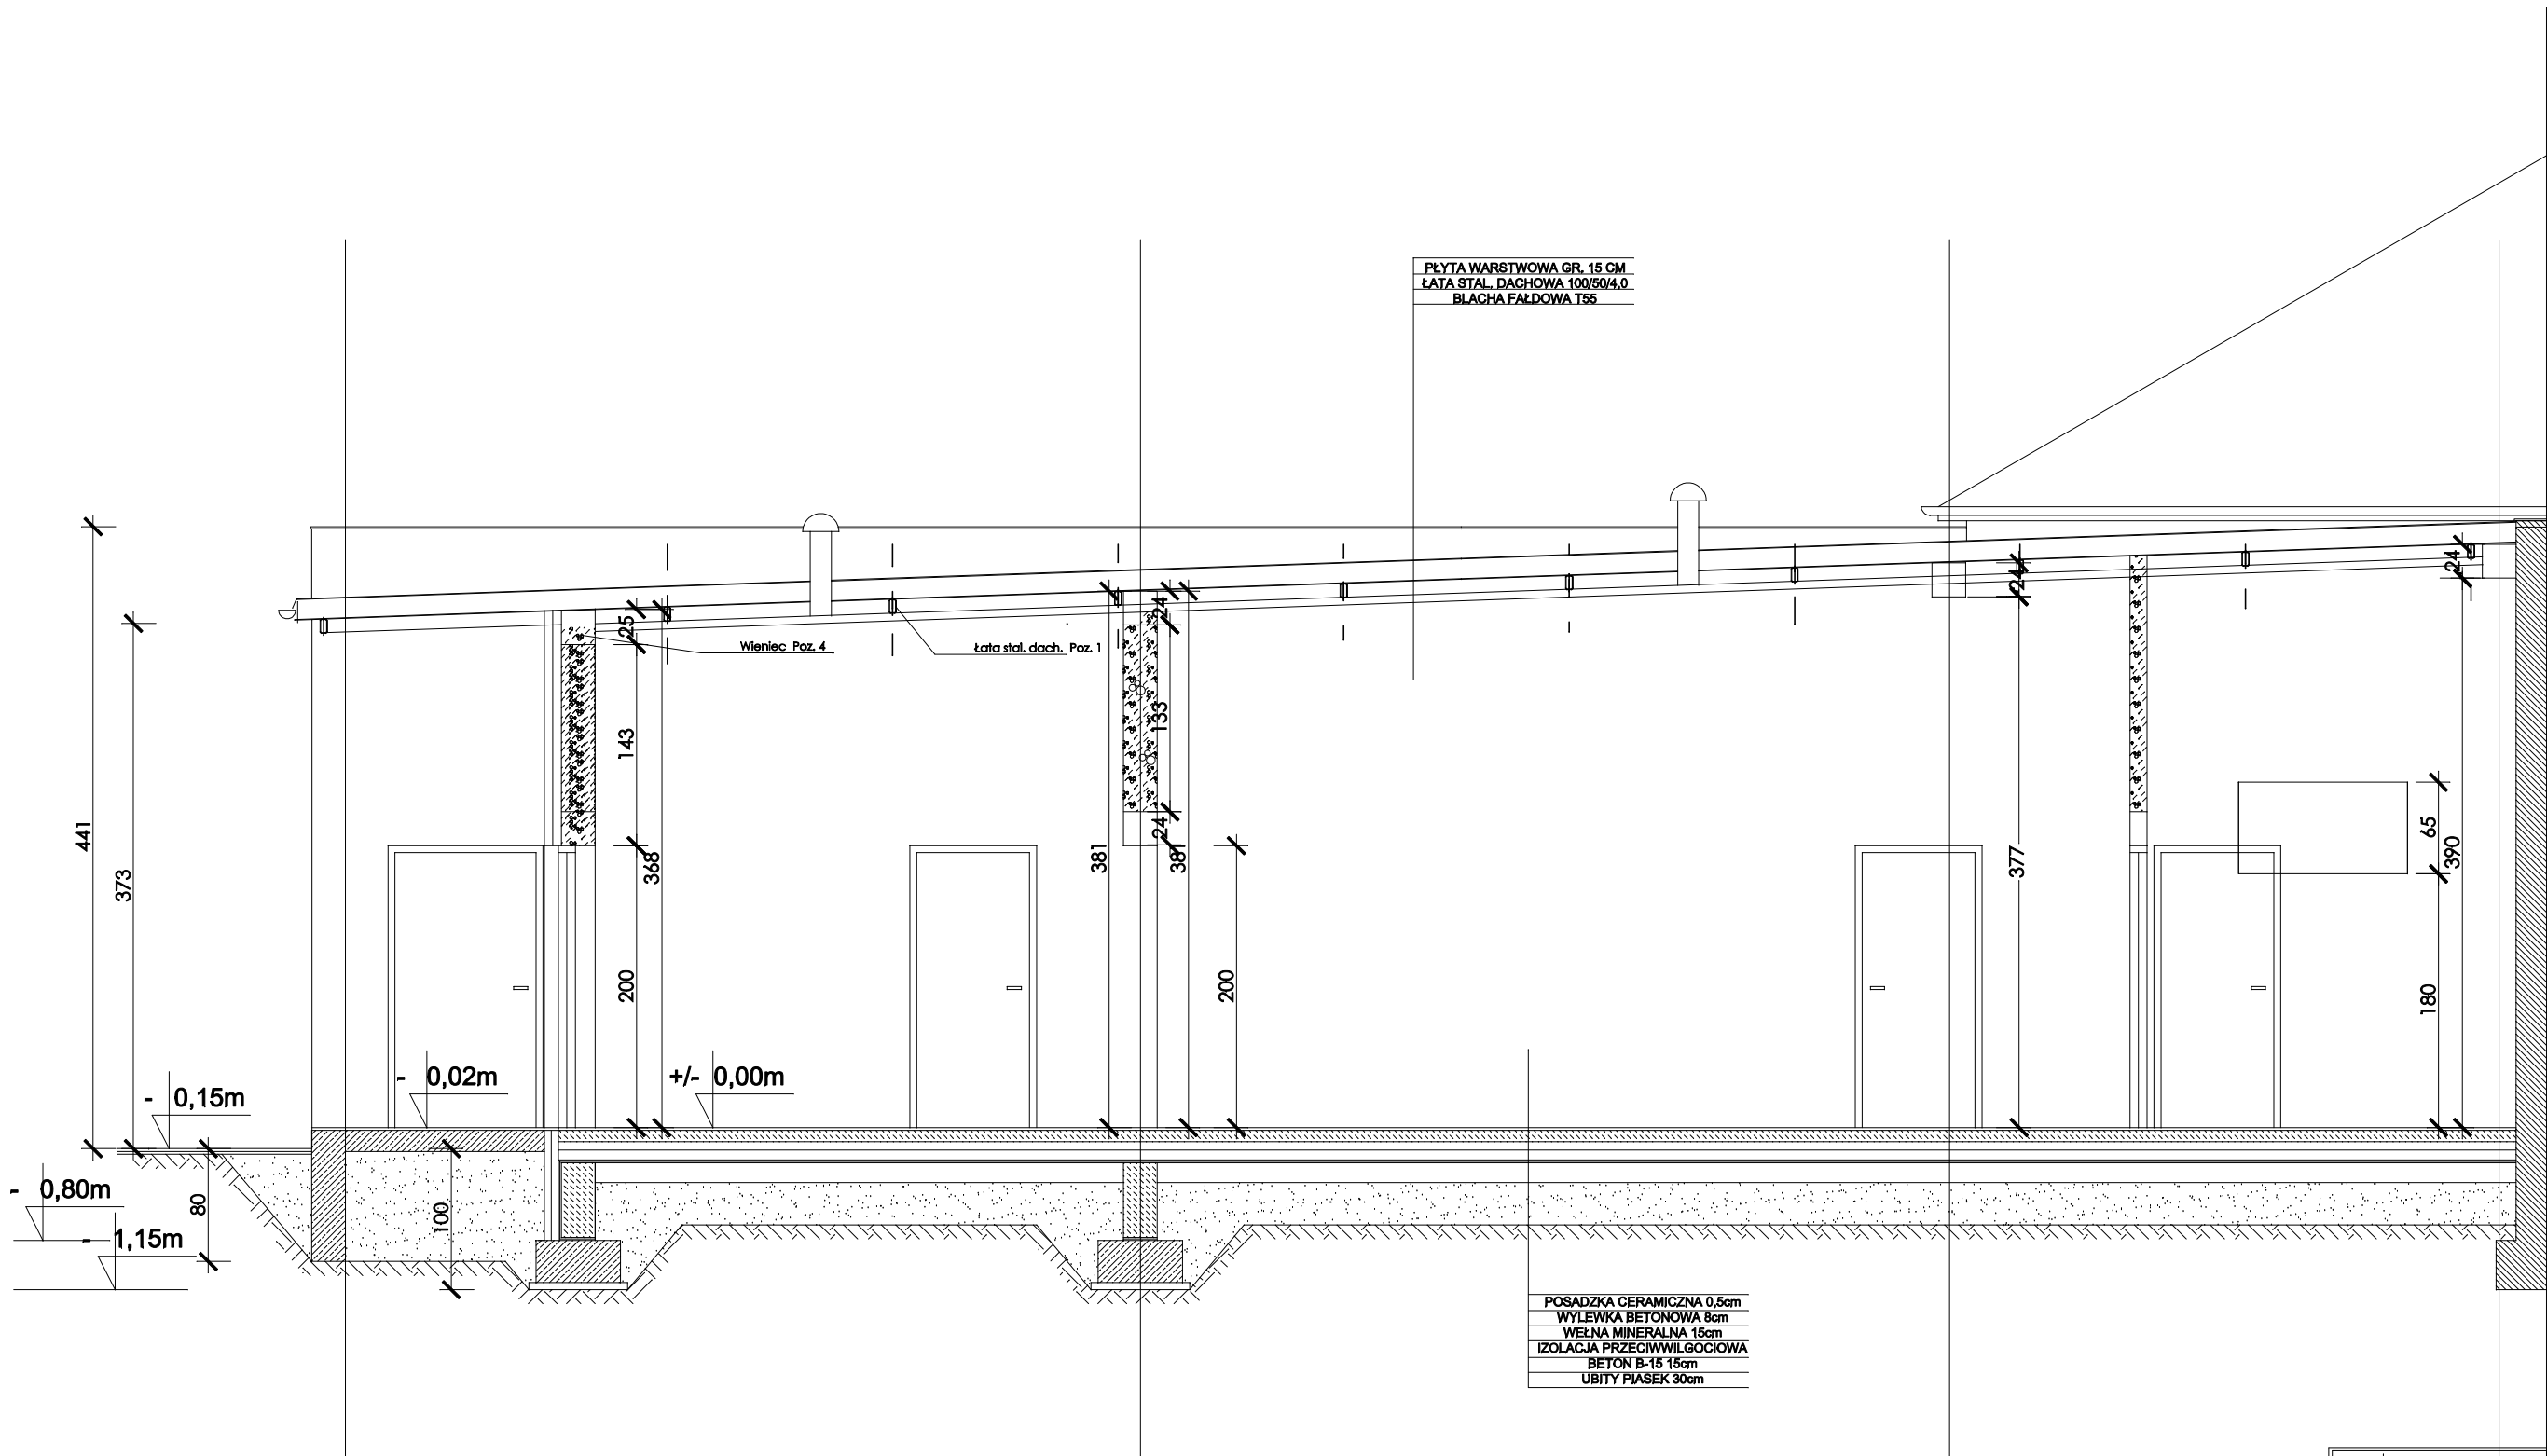 PŁYTA WARSTWOWA GR. 15 CM
ŁATA STAL. DACHOWA 100/50/4,0
BLACHA FAŁDOWA T55
24
24
24
25
Wieniec Poz. 4
Łata stal. dach. Poz. 1
143
133
24
441
373
368
381
381
377
65
390
200
200
180
- 0,02m
+/- 0,00m
- 0,15m
- 0,80m
- 1,15m
80
100
POSADZKA CERAMICZNA 0,5cm
WYLEWKA BETONOWA 8cm
WEŁNA MINERALNA 15cm
IZOLACJA PRZECIWWILGOCIOWA
BETON B-15 15cm
UBITY PIASEK 30cm